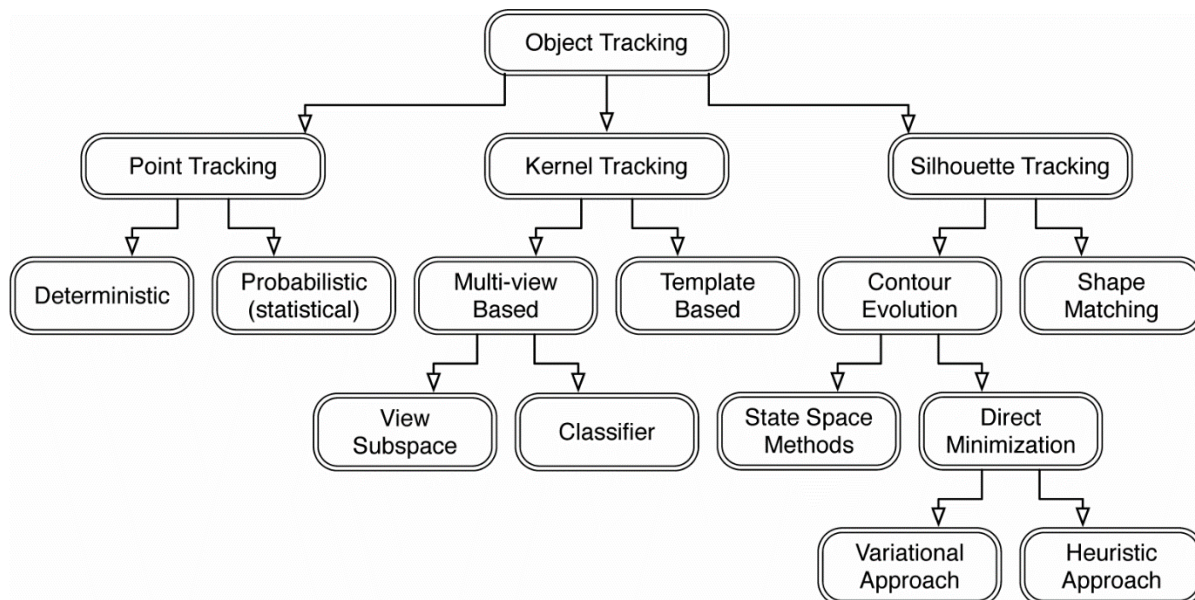 Object Tracking
Point Tracking
Kernel Tracking
Silhouette Tracking
Deterministic
Probabilistic
(statistical)
Multi-view
Based
Template
Based
Contour
Evolution
Shape
Matching
View
Subspace
Classifier
State Space
Methods
Direct
Minimization
Variational
Approach
Heuristic
Approach